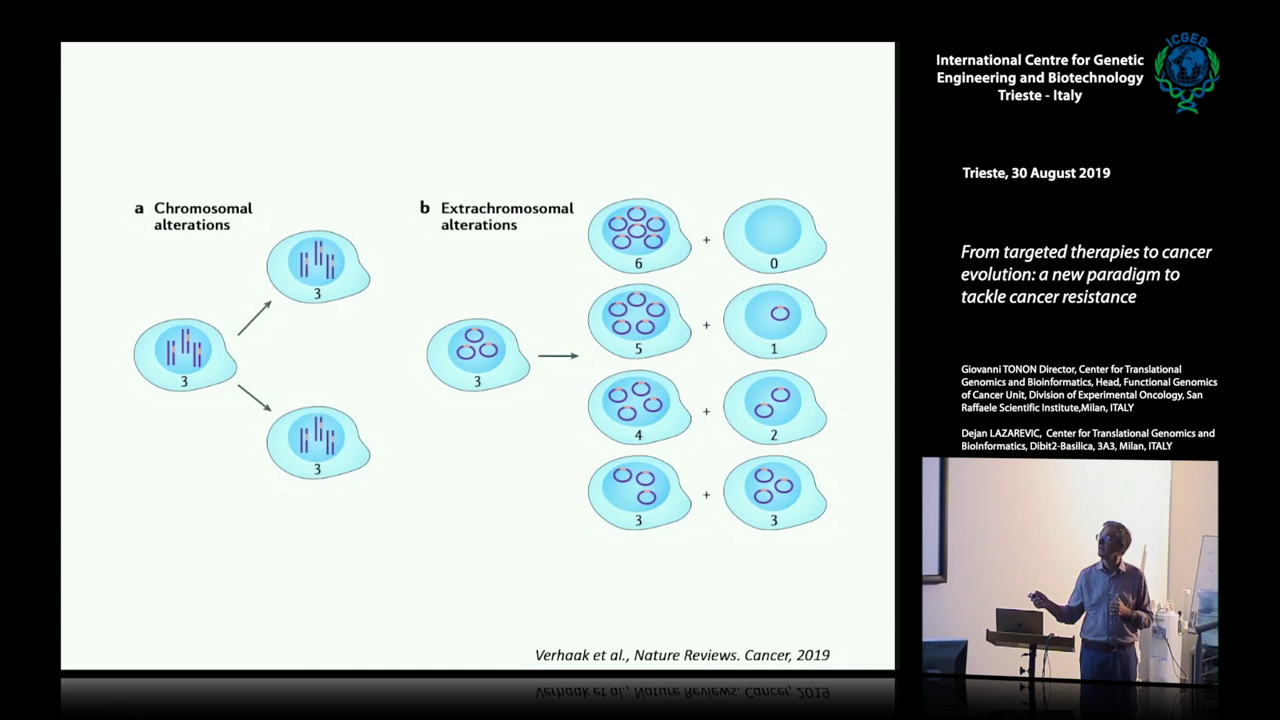 a Chromosomal
alterations
3
3
3
b Extrachromosomal
alterations
3
6 + 0
5 + 1
4 + 2
3 + 3
Verhaak et al., Nature Reviews. Cancer, 2019
International Centre for Genetic
Engineering and Biotechnology
Trieste - Italy
ICGEB
Trieste, 30 August 2019
From targeted therapies to cancer
evolution: a new paradigm to
tackle cancer resistance
Giovanni TONON Director, Center for Translational
Genomics and Bioinformatics, Head, Functional Genomics
of Cancer Unit, Division of Experimental Oncology, San
Raffaele Scientific Institute,Milan, ITALY
Dejan LAZAREVIC, Center for Translational Genomics and
BioInformatics, Dibit2-Basilica, 3A3, Milan, ITALY